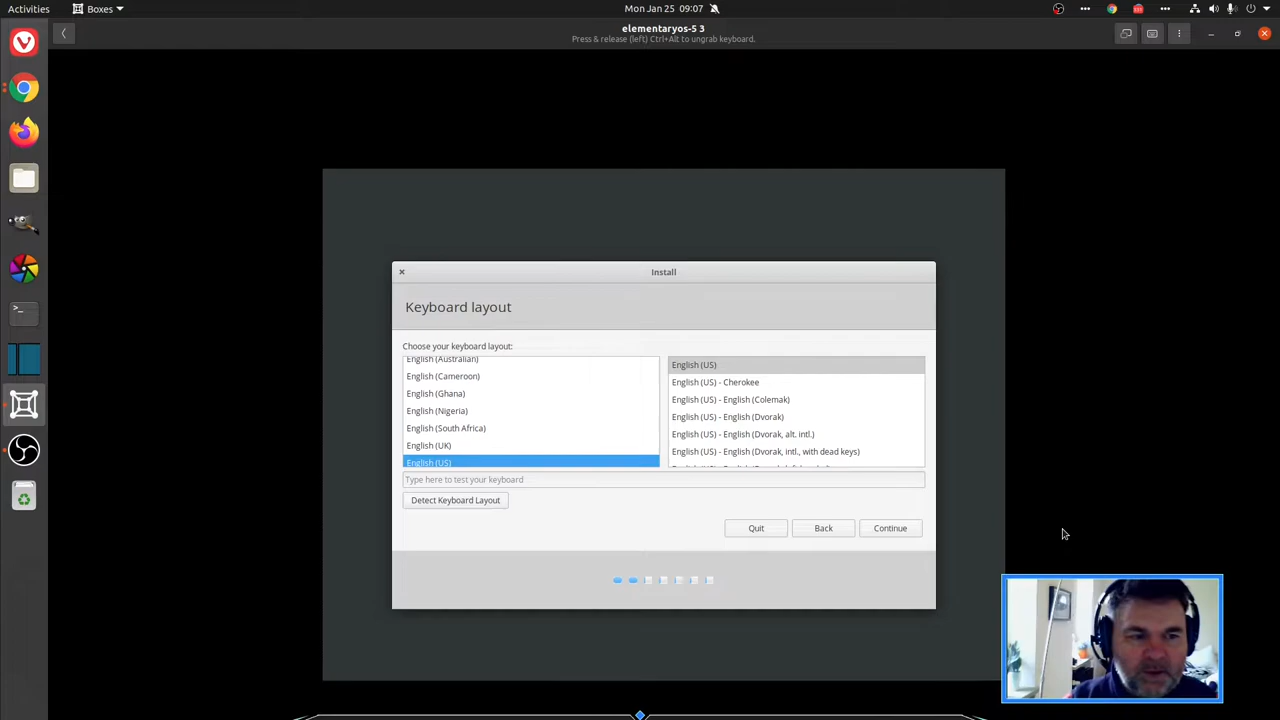 Activities
Boxes
Mon Jan 25 09:07
elementaryos-5 3
Press & release (left) Ctrl+Alt to ungrab keyboard.
Install
Keyboard layout
Choose your keyboard layout:
English (Australian)
English (Cameroon)
English (Ghana)
English (Nigeria)
English (South Africa)
English (UK)
English (US)
English (US)
English (US) - Cherokee
English (US) - English (Colemak)
English (US) - English (Dvorak)
English (US) - English (Dvorak, alt. intl.)
English (US) - English (Dvorak, intl., with dead keys)
Type here to test your keyboard
Detect Keyboard Layout
Quit
Back
Continue